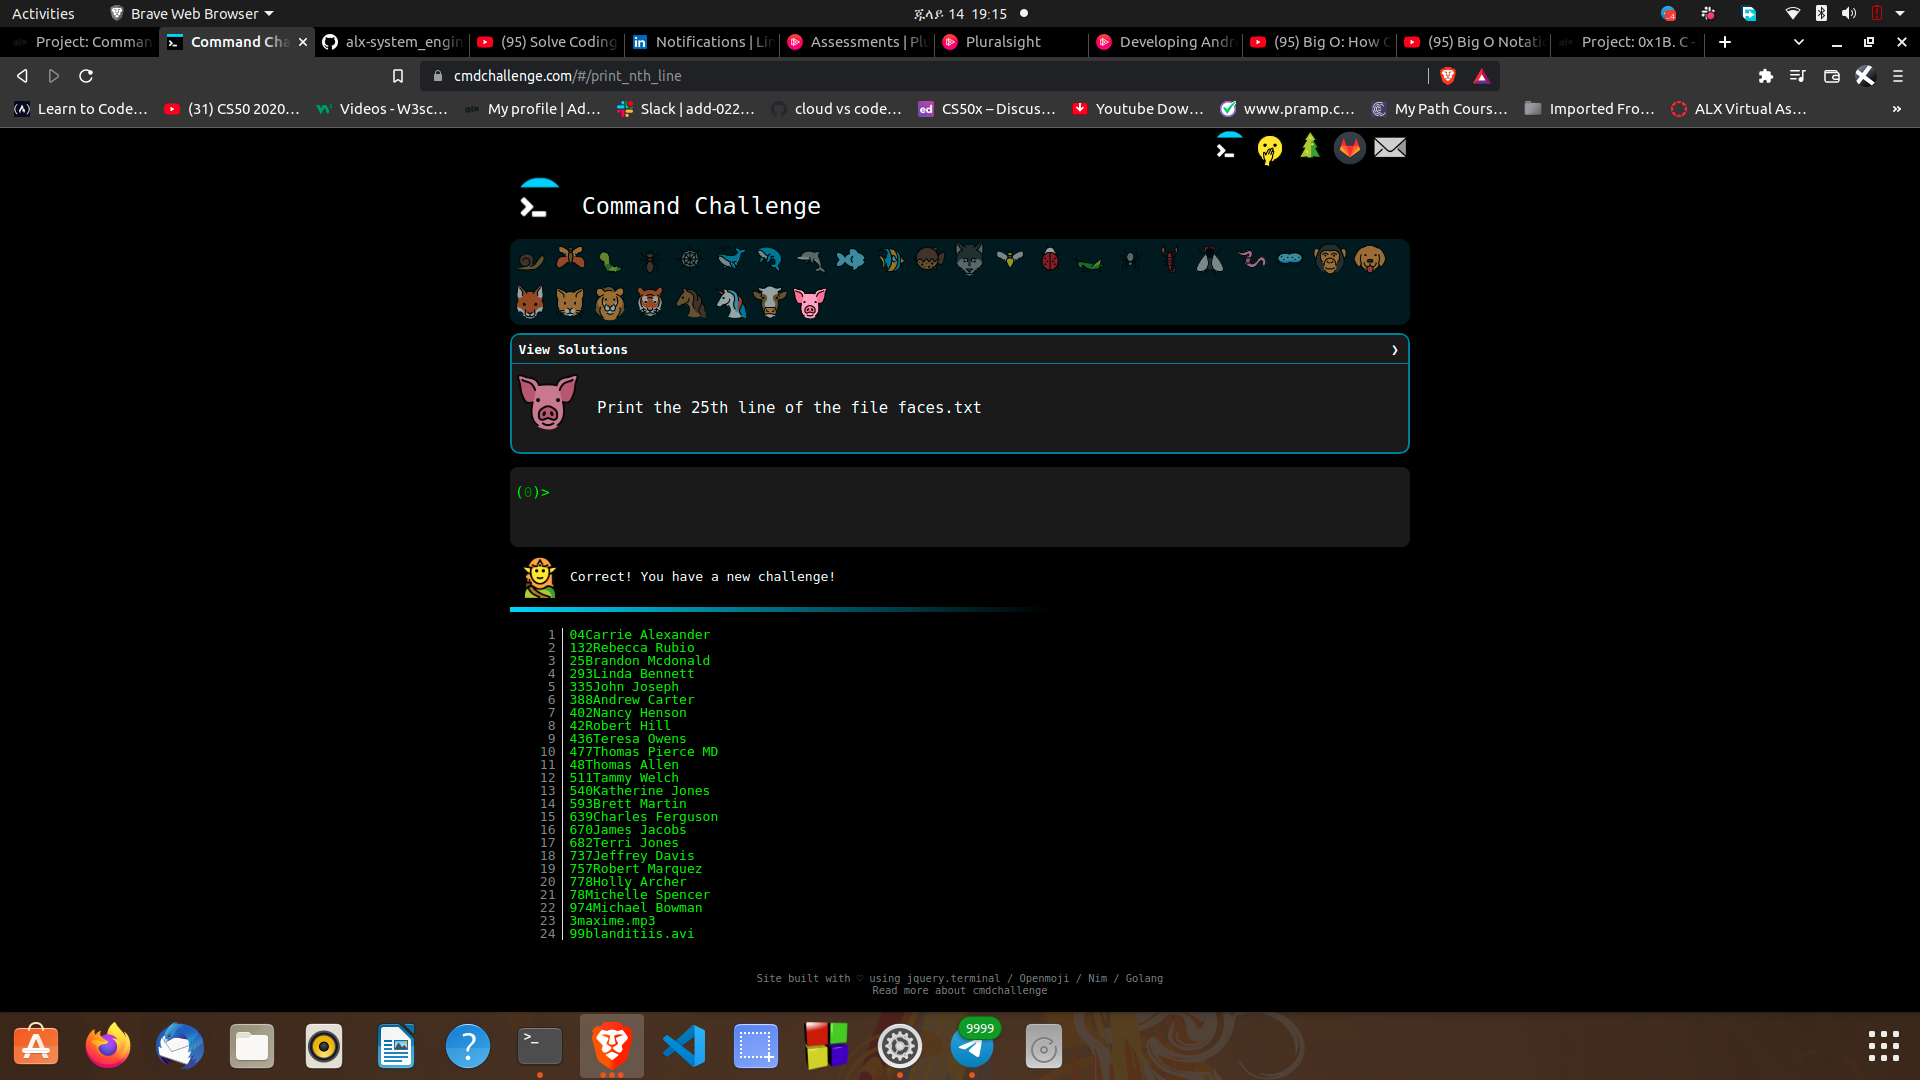 Activities
Brave Web Browser
ጁላይ 14 19:15
Project: Comman
Command Cha
alx-system_engin
(95) Solve Coding
Notifications | Lin
Assessments | Plu
Pluralsight
Developing Andr
(95) Big O: How C
(95) Big O Notati
Project: 0x1B. C -
cmdchallenge.com/#/print_nth_line
Learn to Code...
(31) CS50 2020...
Videos - W3sc...
My profile | Ad...
Slack | add-022...
cloud vs code...
CS50x – Discus...
Youtube Dow...
www.pramp.c...
My Path Cours...
Imported Fro...
ALX Virtual As...
Command Challenge
View Solutions
Print the 25th line of the file faces.txt
(0)>
Correct! You have a new challenge!
1 04Carrie Alexander
2 132Rebecca Rubio
3 25Brandon Mcdonald
4 293Linda Bennett
5 335John Joseph
6 388Andrew Carter
7 402Nancy Henson
8 42Robert Hill
9 436Teresa Owens
10 477Thomas Pierce MD
11 48Thomas Allen
12 511Tammy Welch
13 540Katherine Jones
14 593Brett Martin
15 639Charles Ferguson
16 670James Jacobs
17 682Terri Jones
18 737Jeffrey Davis
19 757Robert Marquez
20 778Holly Archer
21 78Michelle Spencer
22 974Michael Bowman
23 3maxime.mp3
24 99blanditiis.avi
Site built with ♡ using jquery.terminal / Openmoji / Nim / Golang
Read more about cmdchallenge
9999